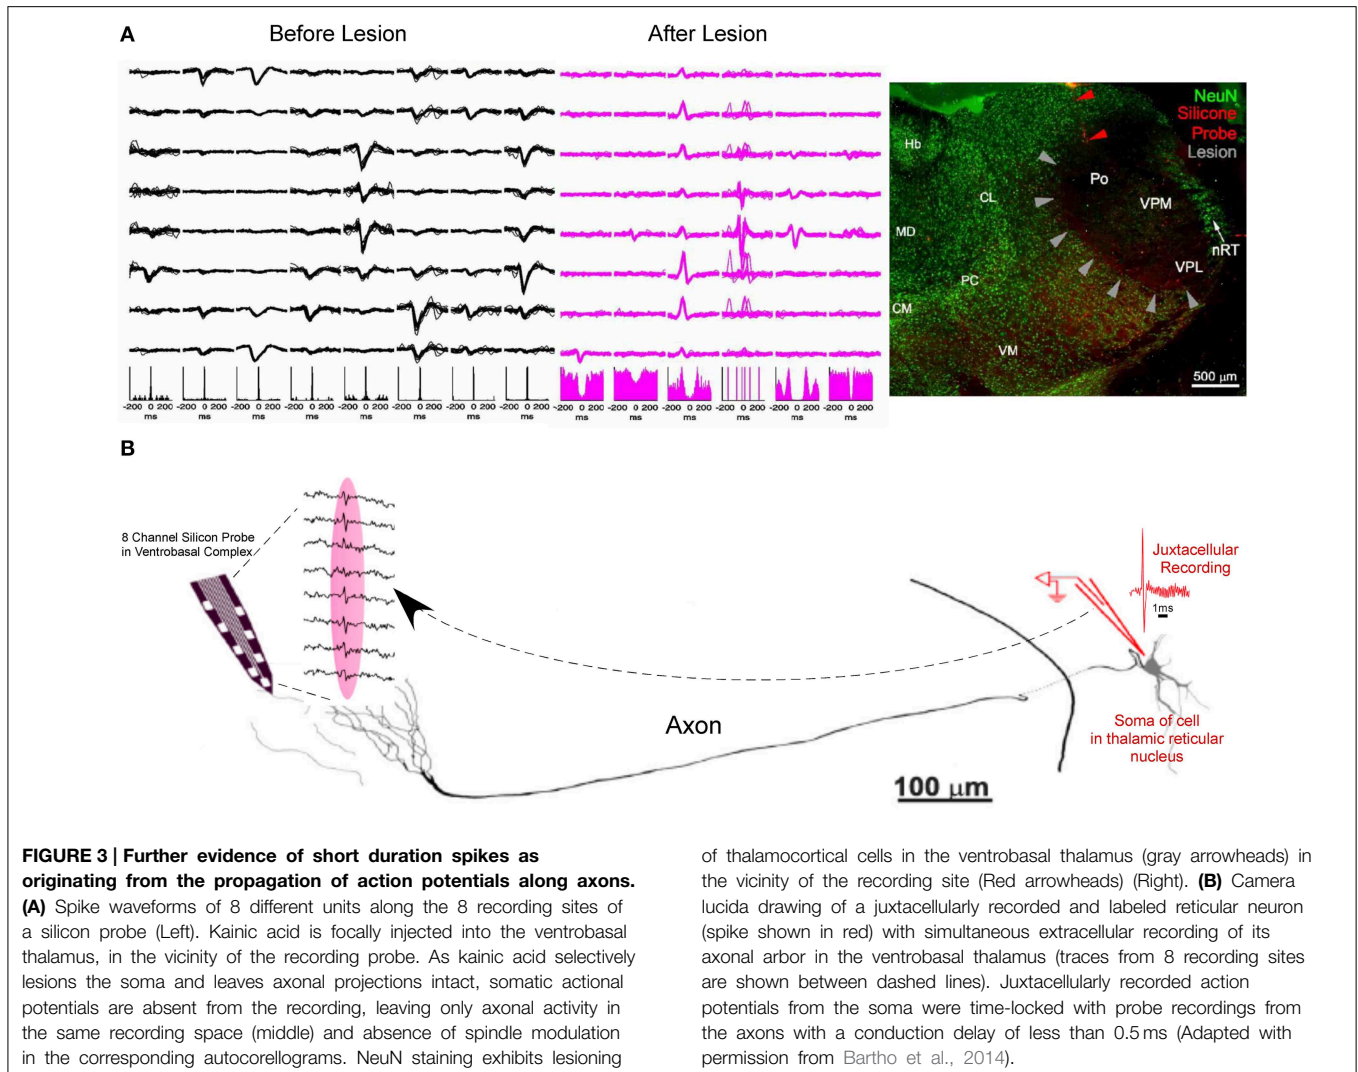 A
Before Lesion
After Lesion
-200 0 200
ms
-200 0 200
ms
-200 0 200
ms
-200 0 200
ms
-200 0 200
ms
-200 0 200
ms
-200 0 200
ms
-200 0 200
ms
-200 0 200
ms
-200 0 200
ms
-200 0 200
ms
-200 0 200
ms
-200 0 200
ms
-200 0 200
ms
NeuN
Silicone
Probe
Lesion
Hb
Po
CL
VPM
MD
nRT
VPL
PC
CM
VM
500 µm
B
8 Channel Silicon Probe
in Ventrobasal Complex
Juxtacellular
Recording
1ms
Axon
Soma of cell
in thalamic reticular
nucleus
100 µm
FIGURE 3 | Further evidence of short duration spikes as
originating from the propagation of action potentials along axons.
(A) Spike waveforms of 8 different units along the 8 recording sites of
a silicon probe (Left). Kainic acid is focally injected into the ventrobasal
thalamus, in the vicinity of the recording probe. As kainic acid selectively
lesions the soma and leaves axonal projections intact, somatic actional
potentials are absent from the recording, leaving only axonal activity in
the same recording space (middle) and absence of spindle modulation
in the corresponding autocorellograms. NeuN staining exhibits lesioning
of thalamocortical cells in the ventrobasal thalamus (gray arrowheads) in
the vicinity of the recording site (Red arrowheads) (Right). (B) Camera
lucida drawing of a juxtacellularly recorded and labeled reticular neuron
(spike shown in red) with simultaneous extracellular recording of its
axonal arbor in the ventrobasal thalamus (traces from 8 recording sites
are shown between dashed lines). Juxtacellularly recorded action
potentials from the soma were time-locked with probe recordings from
the axons with a conduction delay of less than 0.5 ms (Adapted with
permission from Bartho et al., 2014).